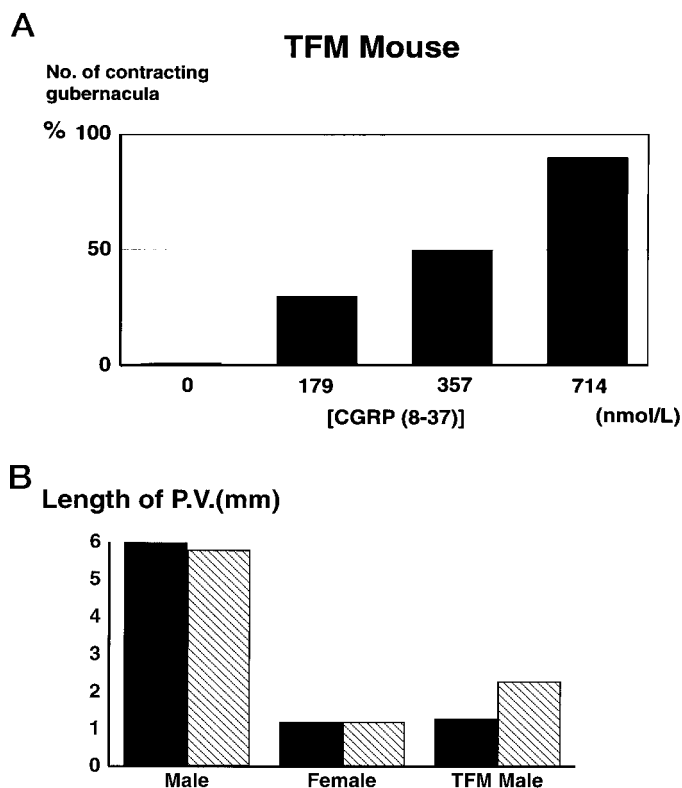 A
TFM Mouse
No. of contracting
gubernacula
% 100
50
0
0 179 357 714
[CGRP (8-37)] (nmol/L)
B
Length of P.V.(mm)
6
5
4
3
2
1
0
Male Female TFM Male